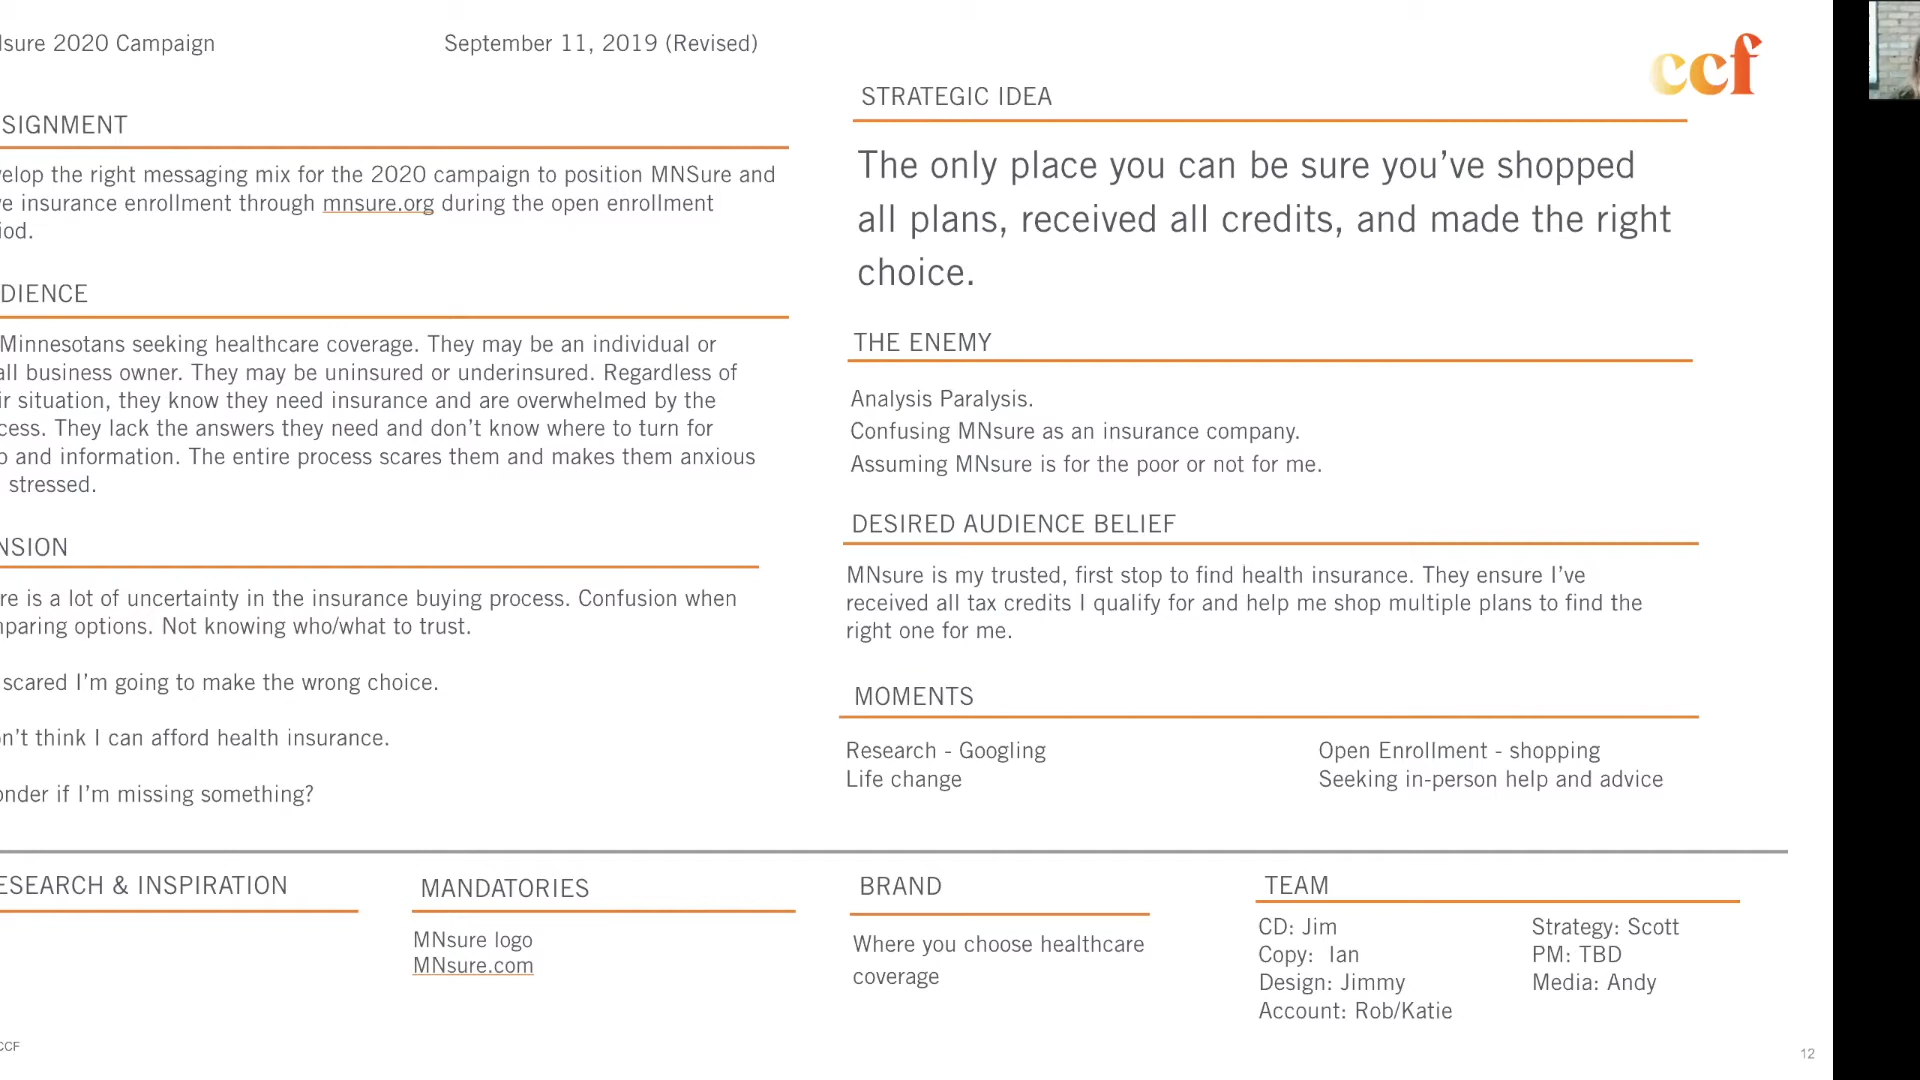 sure 2020 Campaign
September 11, 2019 (Revised)
ccf
SIGNMENT
velop the right messaging mix for the 2020 campaign to position MNSure and
e insurance enrollment through mnsure.org during the open enrollment
iod.
DIENCE
Minnesotans seeking healthcare coverage. They may be an individual or
all business owner. They may be uninsured or underinsured. Regardless of
ir situation, they know they need insurance and are overwhelmed by the
cess. They lack the answers they need and don't know where to turn for
p and information. The entire process scares them and makes them anxious
stressed.
NSION
re is a lot of uncertainty in the insurance buying process. Confusion when
mparing options. Not knowing who/what to trust.
scared I'm going to make the wrong choice.
on't think I can afford health insurance.
onder if I'm missing something?
STRATEGIC IDEA
The only place you can be sure you've shopped
all plans, received all credits, and made the right
choice.
THE ENEMY
Analysis Paralysis.
Confusing MNsure as an insurance company.
Assuming MNsure is for the poor or not for me.
DESIRED AUDIENCE BELIEF
MNsure is my trusted, first stop to find health insurance. They ensure I've
received all tax credits I qualify for and help me shop multiple plans to find the
right one for me.
MOMENTS
Research - Googling
Life change
Open Enrollment - shopping
Seeking in-person help and advice
ESEARCH & INSPIRATION
MANDATORIES
MNsure logo
MNsure.com
BRAND
Where you choose healthcare
coverage
TEAM
CD: Jim
Copy: Ian
Design: Jimmy
Account: Rob/Katie
Strategy: Scott
PM: TBD
Media: Andy
CCF
12